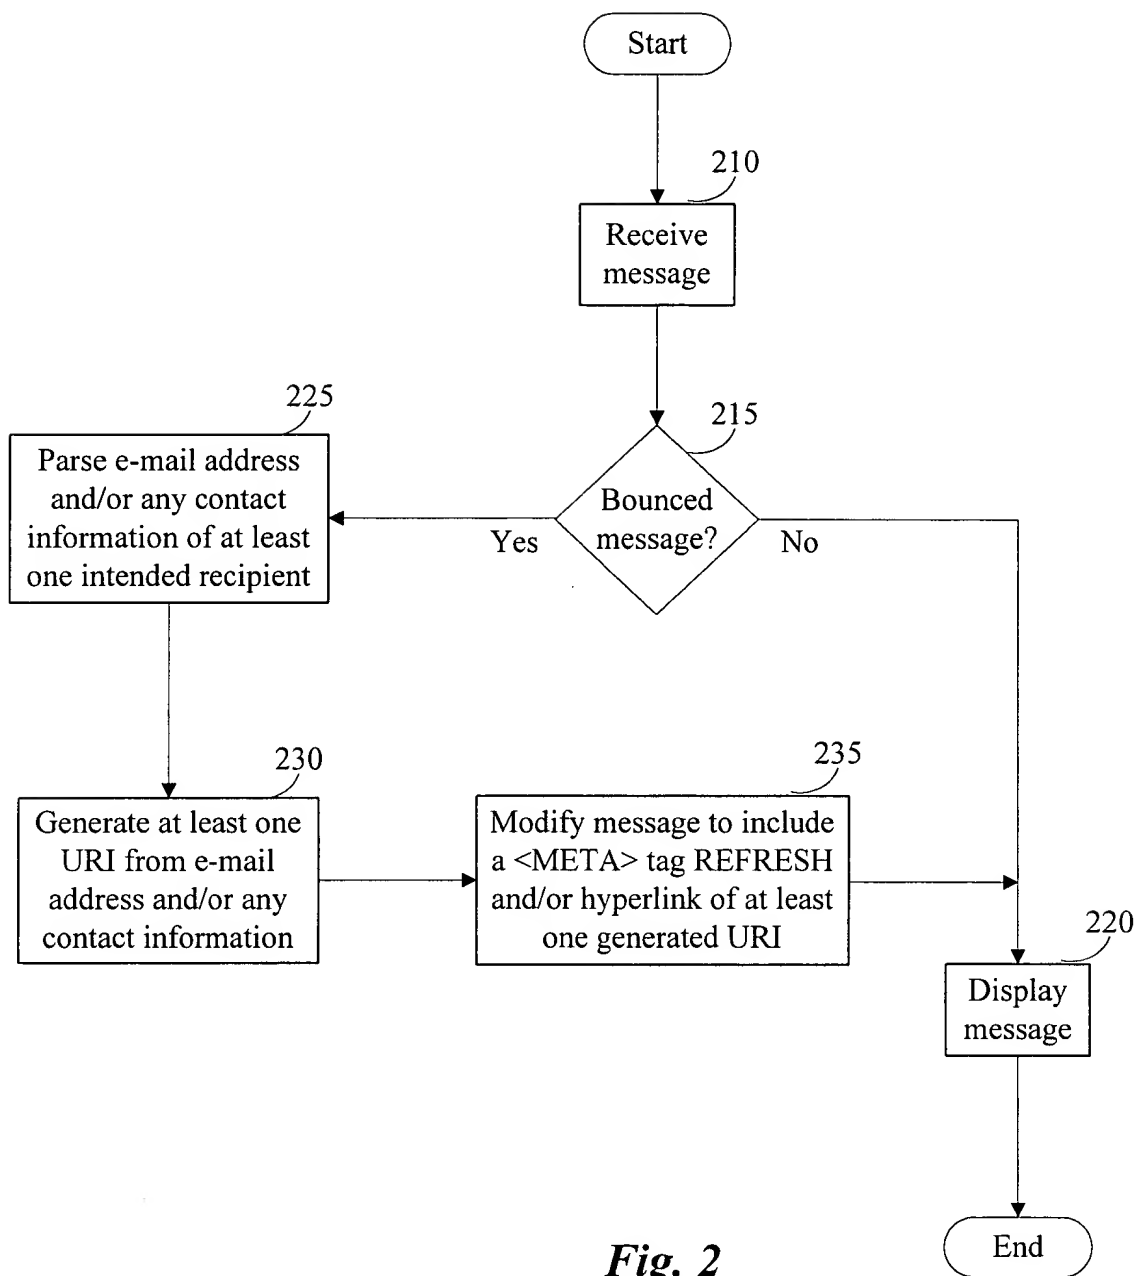 Start
210
Receive
message
225
215
Parse e-mail address
and/or any contact
information of at least
one intended recipient
Bounced
message?
Yes
No
230
235
Generate at least one
URI from e-mail
address and/or any
contact information
Modify message to include
a <META> tag REFRESH
and/or hyperlink of at least
one generated URI
220
Display
message
End
Fig. 2